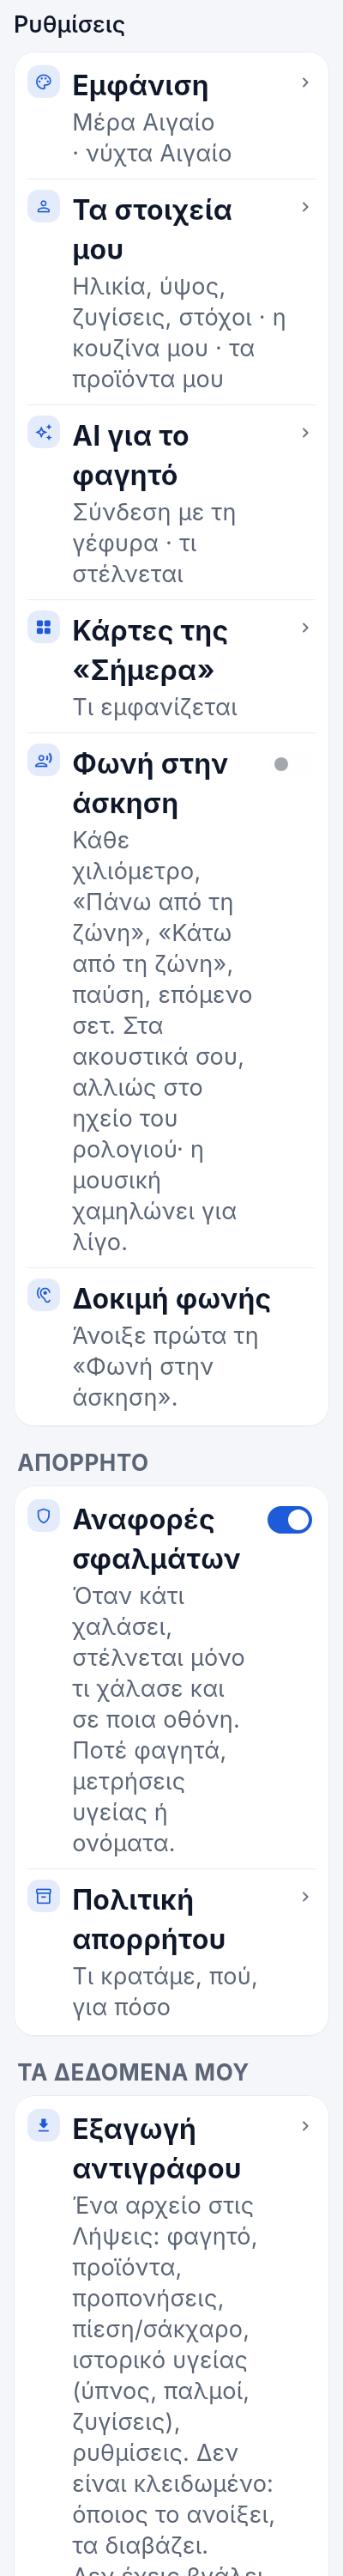 Ρυθμίσεις
Εμφάνιση
Μέρα Αιγαίο
· νύχτα Αιγαίο
Τα στοιχεία
μου
Ηλικία, ύψος,
ζυγίσεις, στόχοι · η
κουζίνα μου · τα
προϊόντα μου
AI για το
φαγητό
Σύνδεση με τη
γέφυρα · τι
στέλνεται
Κάρτες της
«Σήμερα»
Τι εμφανίζεται
Φωνή στην
άσκηση
Κάθε
χιλιόμετρο,
«Πάνω από τη
ζώνη», «Κάτω
από τη ζώνη»,
παύση, επόμενο
σετ. Στα
ακουστικά σου,
αλλιώς στο
ηχείο του
ρολογιού· η
μουσική
χαμηλώνει για
λίγο.
Δοκιμή φωνής
Άνοιξε πρώτα τη
«Φωνή στην
άσκηση».
ΑΠΟΡΡΗΤΟ
Αναφορές
σφαλμάτων
Όταν κάτι
χαλάσει,
στέλνεται μόνο
τι χάλασε και
σε ποια οθόνη.
Ποτέ φαγητά,
μετρήσεις
υγείας ή
ονόματα.
Πολιτική
απορρήτου
Τι κρατάμε, πού,
για πόσο
ΤΑ ΔΕΔΟΜΕΝΑ ΜΟΥ
Εξαγωγή
αντιγράφου
Ένα αρχείο στις
Λήψεις: φαγητό,
προϊόντα,
προπονήσεις,
πίεση/σάκχαρο,
ιστορικό υγείας
(ύπνος, παλμοί,
ζυγίσεις),
ρυθμίσεις. Δεν
είναι κλειδωμένο:
όποιος το ανοίξει,
τα διαβάζει.
Δεν έχεις βγάλει